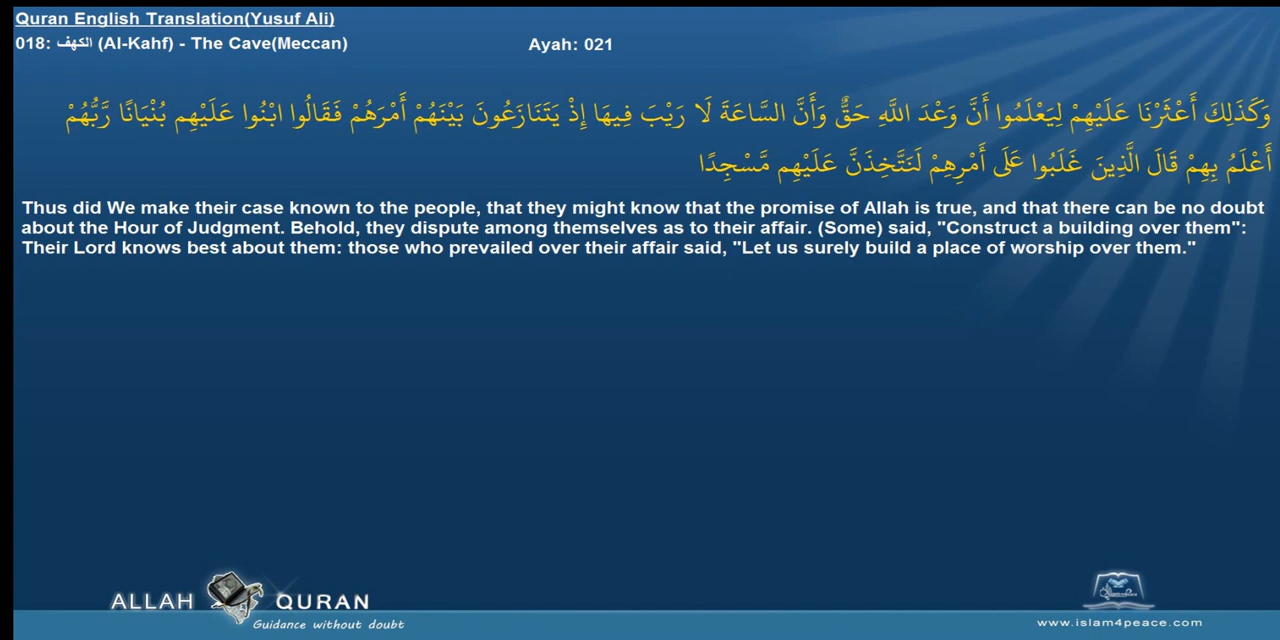 Quran English Translation(Yusuf Ali)
018: الكهف (Al-Kahf) - The Cave(Meccan)
Ayah: 021
وَكَذَلِكَ أَعْثَرْنَا عَلَيْهِمْ لِيَعْلَمُوا أَنَّ وَعْدَ اللَّهِ حَقٌّ وَأَنَّ السَّاعَةَ لَا رَيْبَ فِيهَا إِذْ يَتَنَازَعُونَ بَيْنَهُمْ أَمْرَهُمْ فَقَالُوا ابْنُوا عَلَيْهِم بُنْيَانًا رَّبُّهُمْ
أَعْلَمُ بِهِمْ قَالَ الَّذِينَ غَلَبُوا عَلَى أَمْرِهِمْ لَنَتَّخِذَنَّ عَلَيْهِم مَّسْجِدًا
Thus did We make their case known to the people, that they might know that the promise of Allah is true, and that there can be no doubt
about the Hour of Judgment. Behold, they dispute among themselves as to their affair. (Some) said, "Construct a building over them":
Their Lord knows best about them: those who prevailed over their affair said, "Let us surely build a place of worship over them."
ALLAH QURAN
Guidance without doubt
www.islam4peace.com